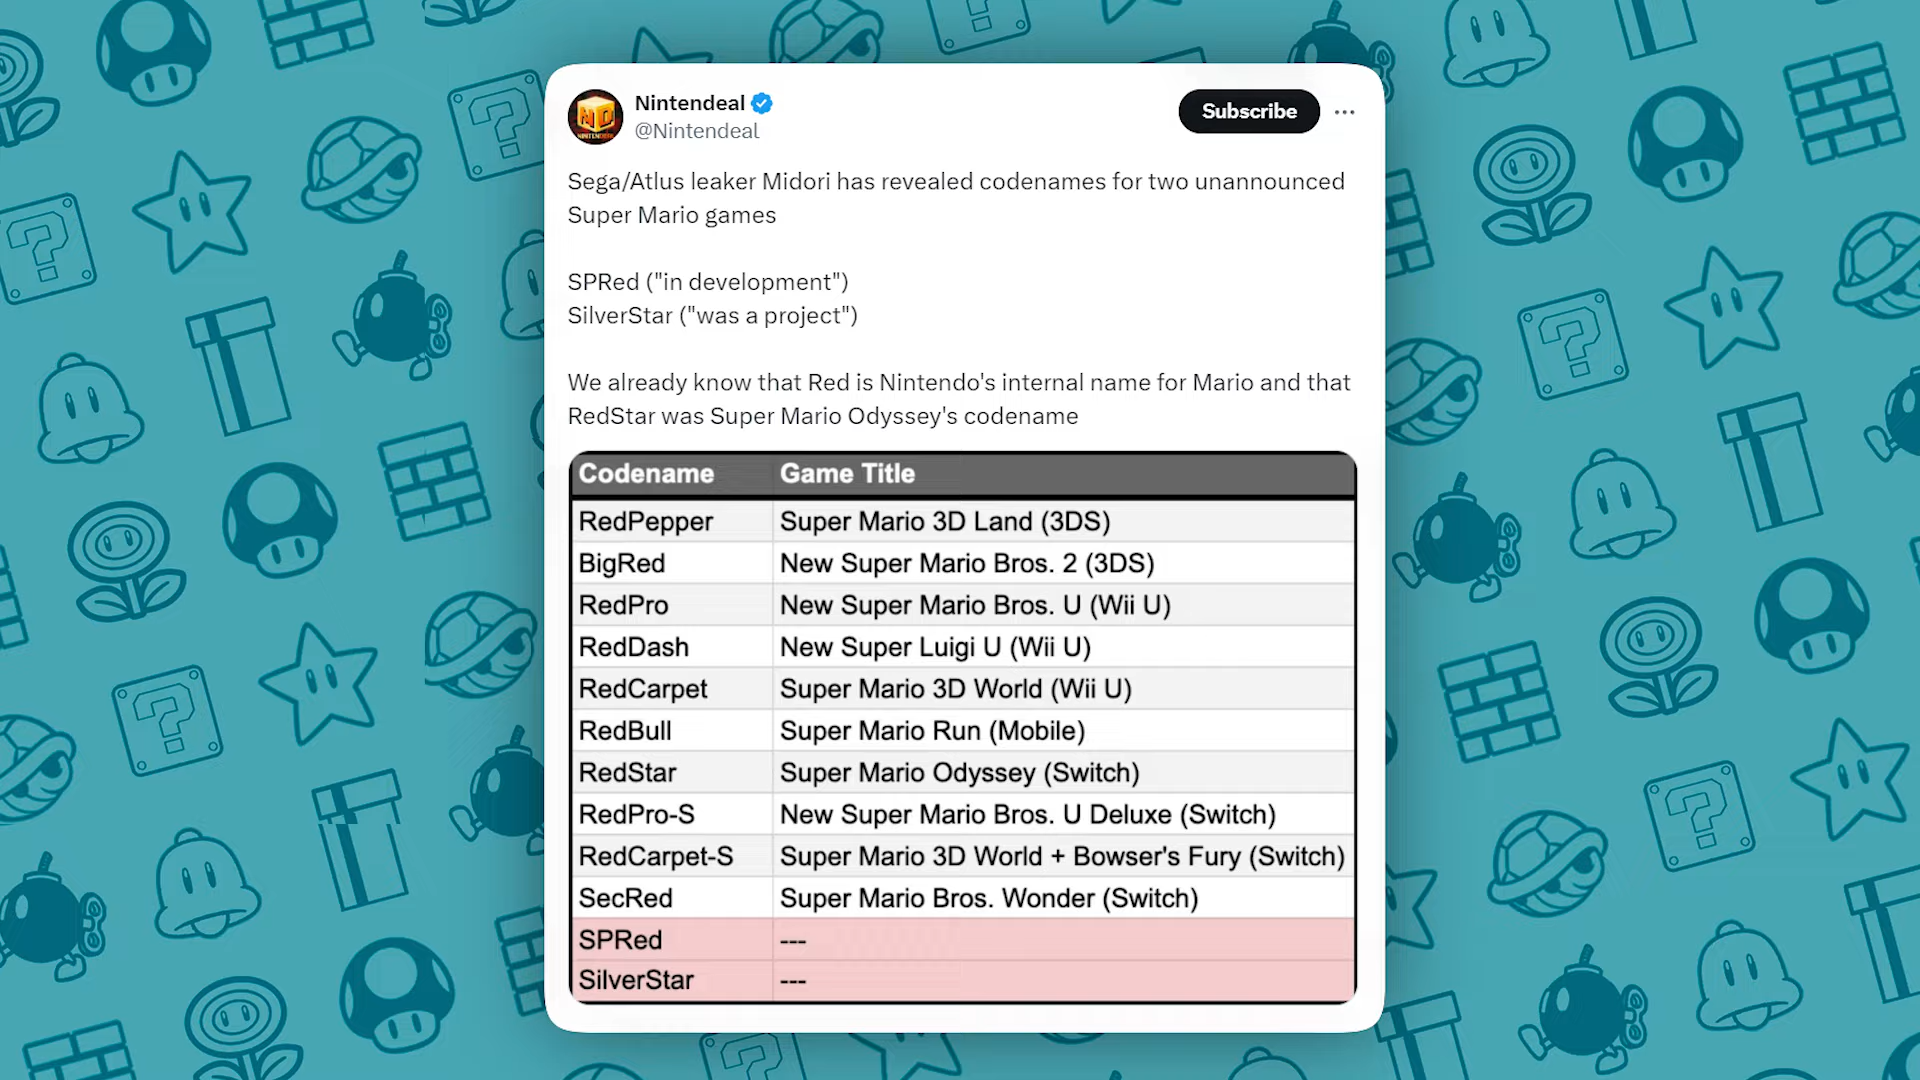 Nintendeal
@Nintendeal
Subscribe
Sega/Atlus leaker Midori has revealed codenames for two unannounced
Super Mario games
SPRed ("in development")
SilverStar ("was a project")
We already know that Red is Nintendo's internal name for Mario and that
RedStar was Super Mario Odyssey's codename
Codename Game Title
RedPepper Super Mario 3D Land (3DS)
BigRed New Super Mario Bros. 2 (3DS)
RedPro New Super Mario Bros. U (Wii U)
RedDash New Super Luigi U (Wii U)
RedCarpet Super Mario 3D World (Wii U)
RedBull Super Mario Run (Mobile)
RedStar Super Mario Odyssey (Switch)
RedPro-S New Super Mario Bros. U Deluxe (Switch)
RedCarpet-S Super Mario 3D World + Bowser's Fury (Switch)
SecRed Super Mario Bros. Wonder (Switch)
SPRed ---
SilverStar ---